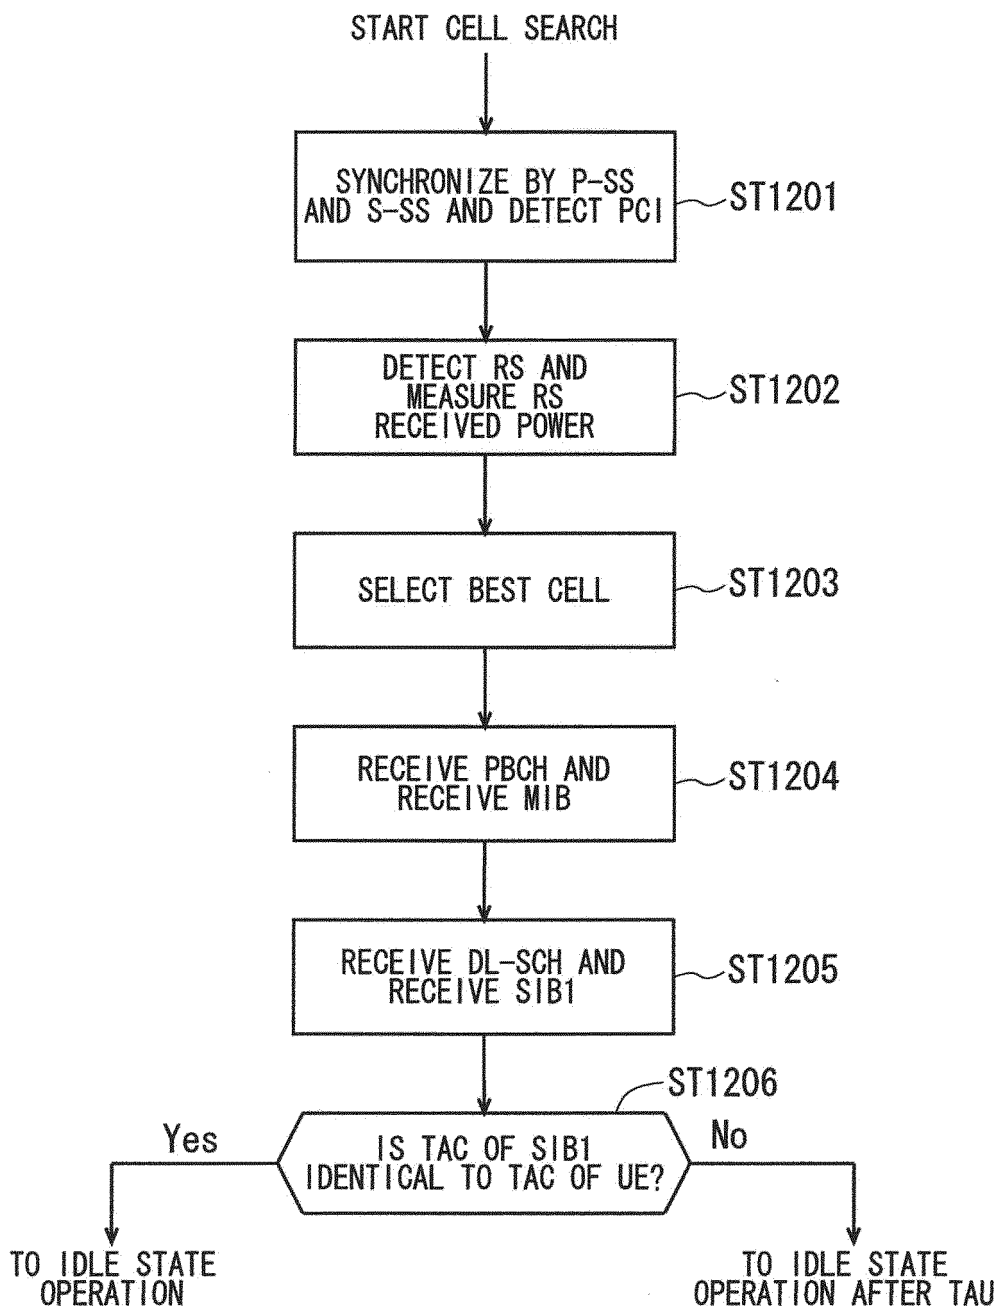 START CELL SEARCH
SYNCHRONIZE BY P-SS
AND S-SS AND DETECT PCI
ST1201
DETECT RS AND
MEASURE RS
RECEIVED POWER
ST1202
SELECT BEST CELL
ST1203
RECEIVE PBCH AND
RECEIVE MIB
ST1204
RECEIVE DL-SCH AND
RECEIVE SIB1
ST1205
ST1206
IS TAC OF SIB1
IDENTICAL TO TAC OF UE?
Yes
No
TO IDLE STATE
OPERATION
TO IDLE STATE
OPERATION AFTER TAU